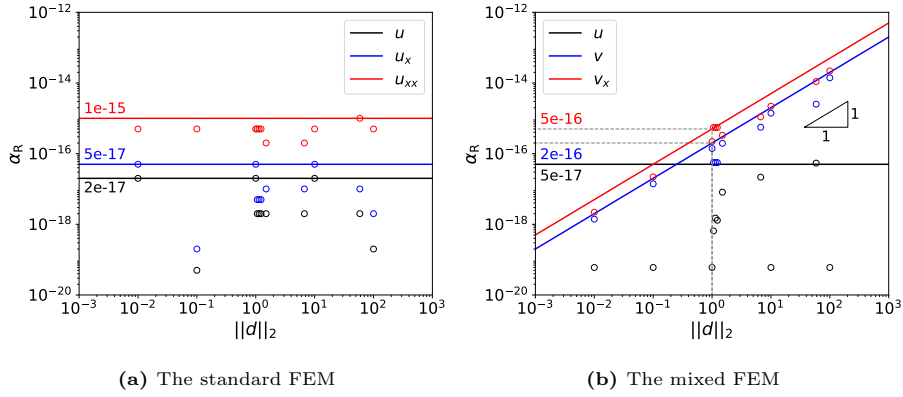 10^{-12}
10^{-14}
10^{-16}
10^{-18}
10^{-20}
α_R
10^{-3} 10^{-2} 10^{-1} 10^{0} 10^{1} 10^{2} 10^{3}
||d||_2
u
u_x
u_{xx}
1e-15
5e-17
2e-17
(a) The standard FEM
10^{-12}
10^{-14}
10^{-16}
10^{-18}
10^{-20}
α_R
10^{-3} 10^{-2} 10^{-1} 10^{0} 10^{1} 10^{2} 10^{3}
||d||_2
u
v
v_x
5e-16
2e-16
5e-17
1
1
(b) The mixed FEM